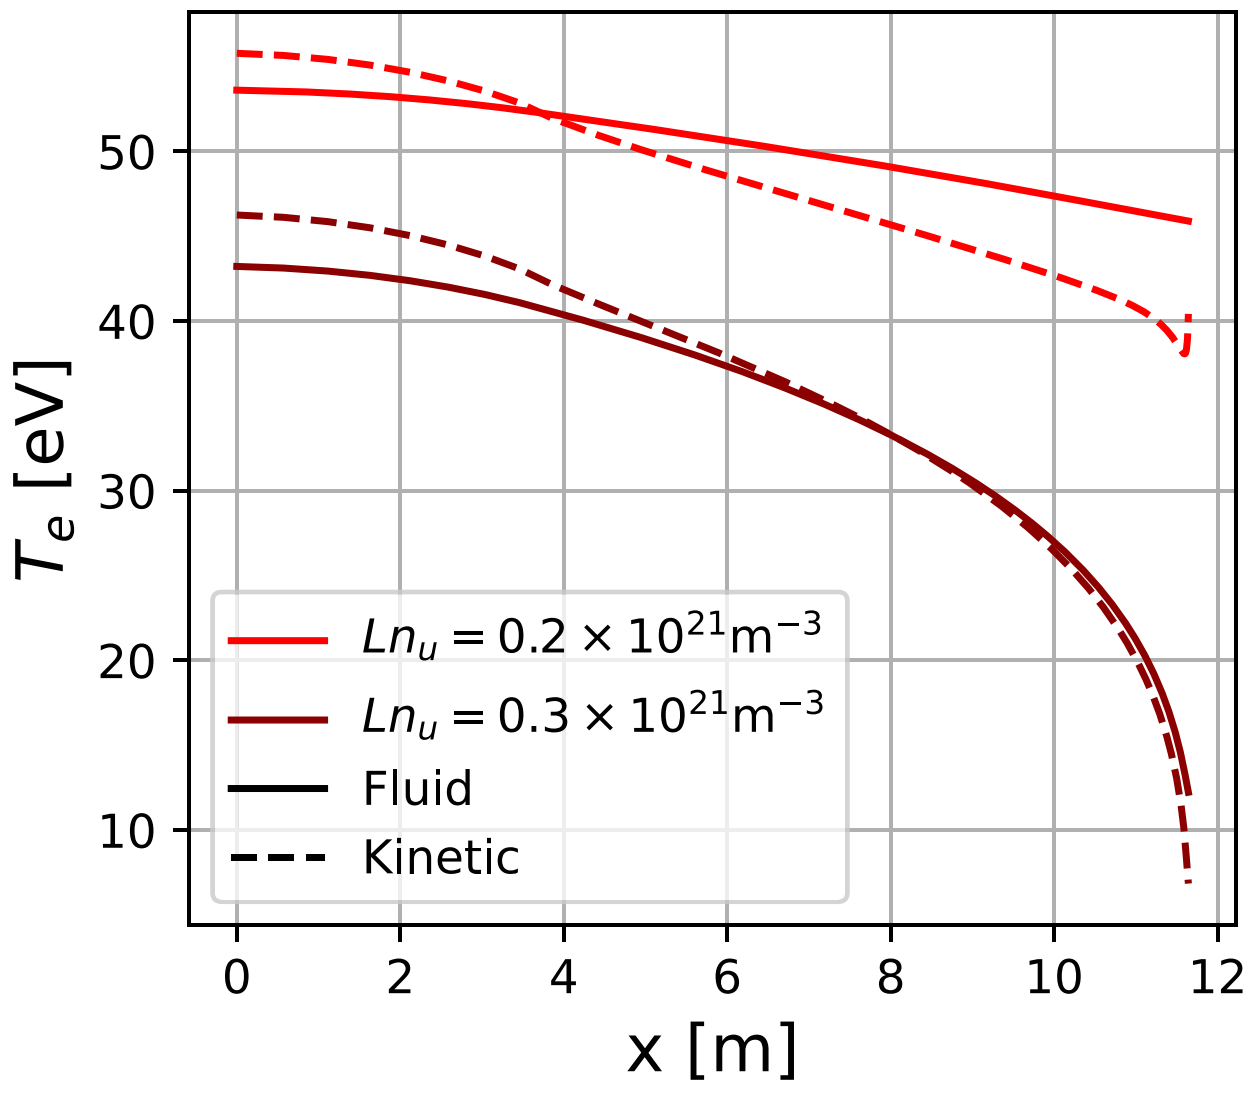 50
40
30
20
10
T_e [eV]
Ln_u = 0.2 × 10^21 m^−3
Ln_u = 0.3 × 10^21 m^−3
Fluid
Kinetic
0 2 4 6 8 10 12
x [m]